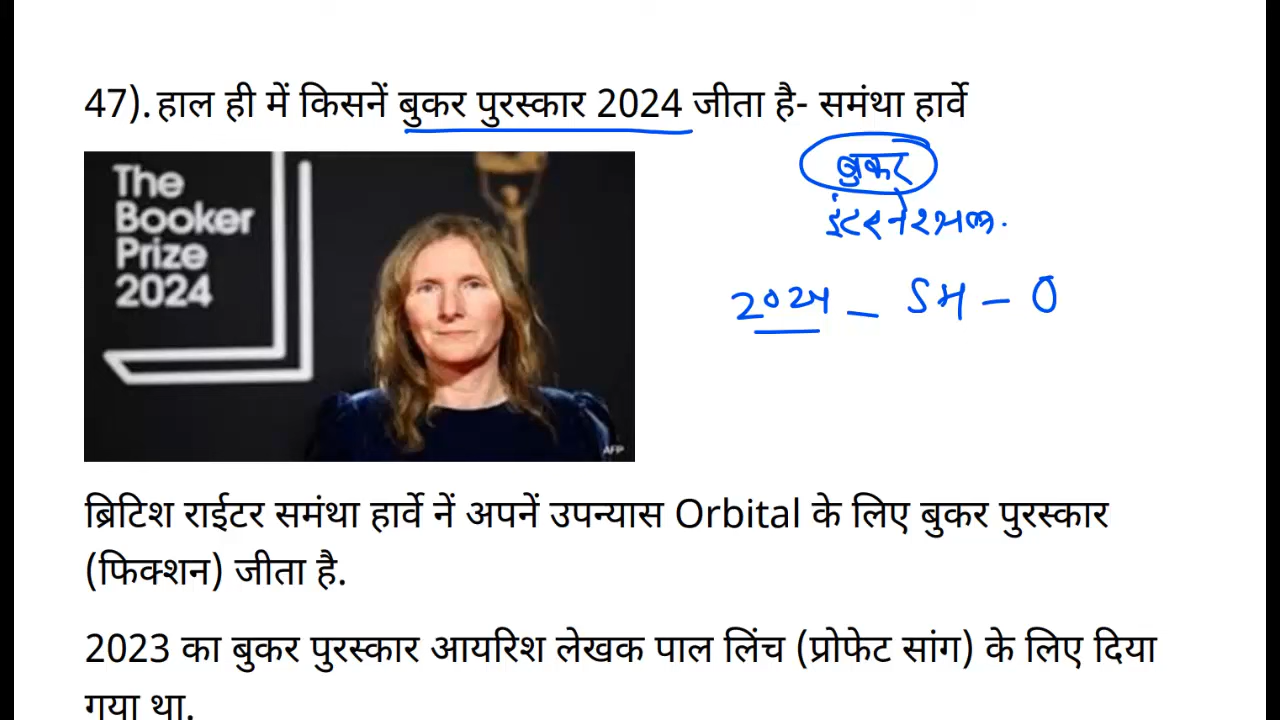 47). हाल ही में किसनें बुकर पुरस्कार 2024 जीता है- समंथा हार्वे
The
Booker
Prize
2024
AFP
बुकर
इंटरनेशनल.
2024 – SH – O
ब्रिटिश राईटर समंथा हार्वे नें अपनें उपन्यास Orbital के लिए बुकर पुरस्कार
(फिक्शन) जीता है.
2023 का बुकर पुरस्कार आयरिश लेखक पाल लिंच (प्रोफेट सांग) के लिए दिया
गया था.